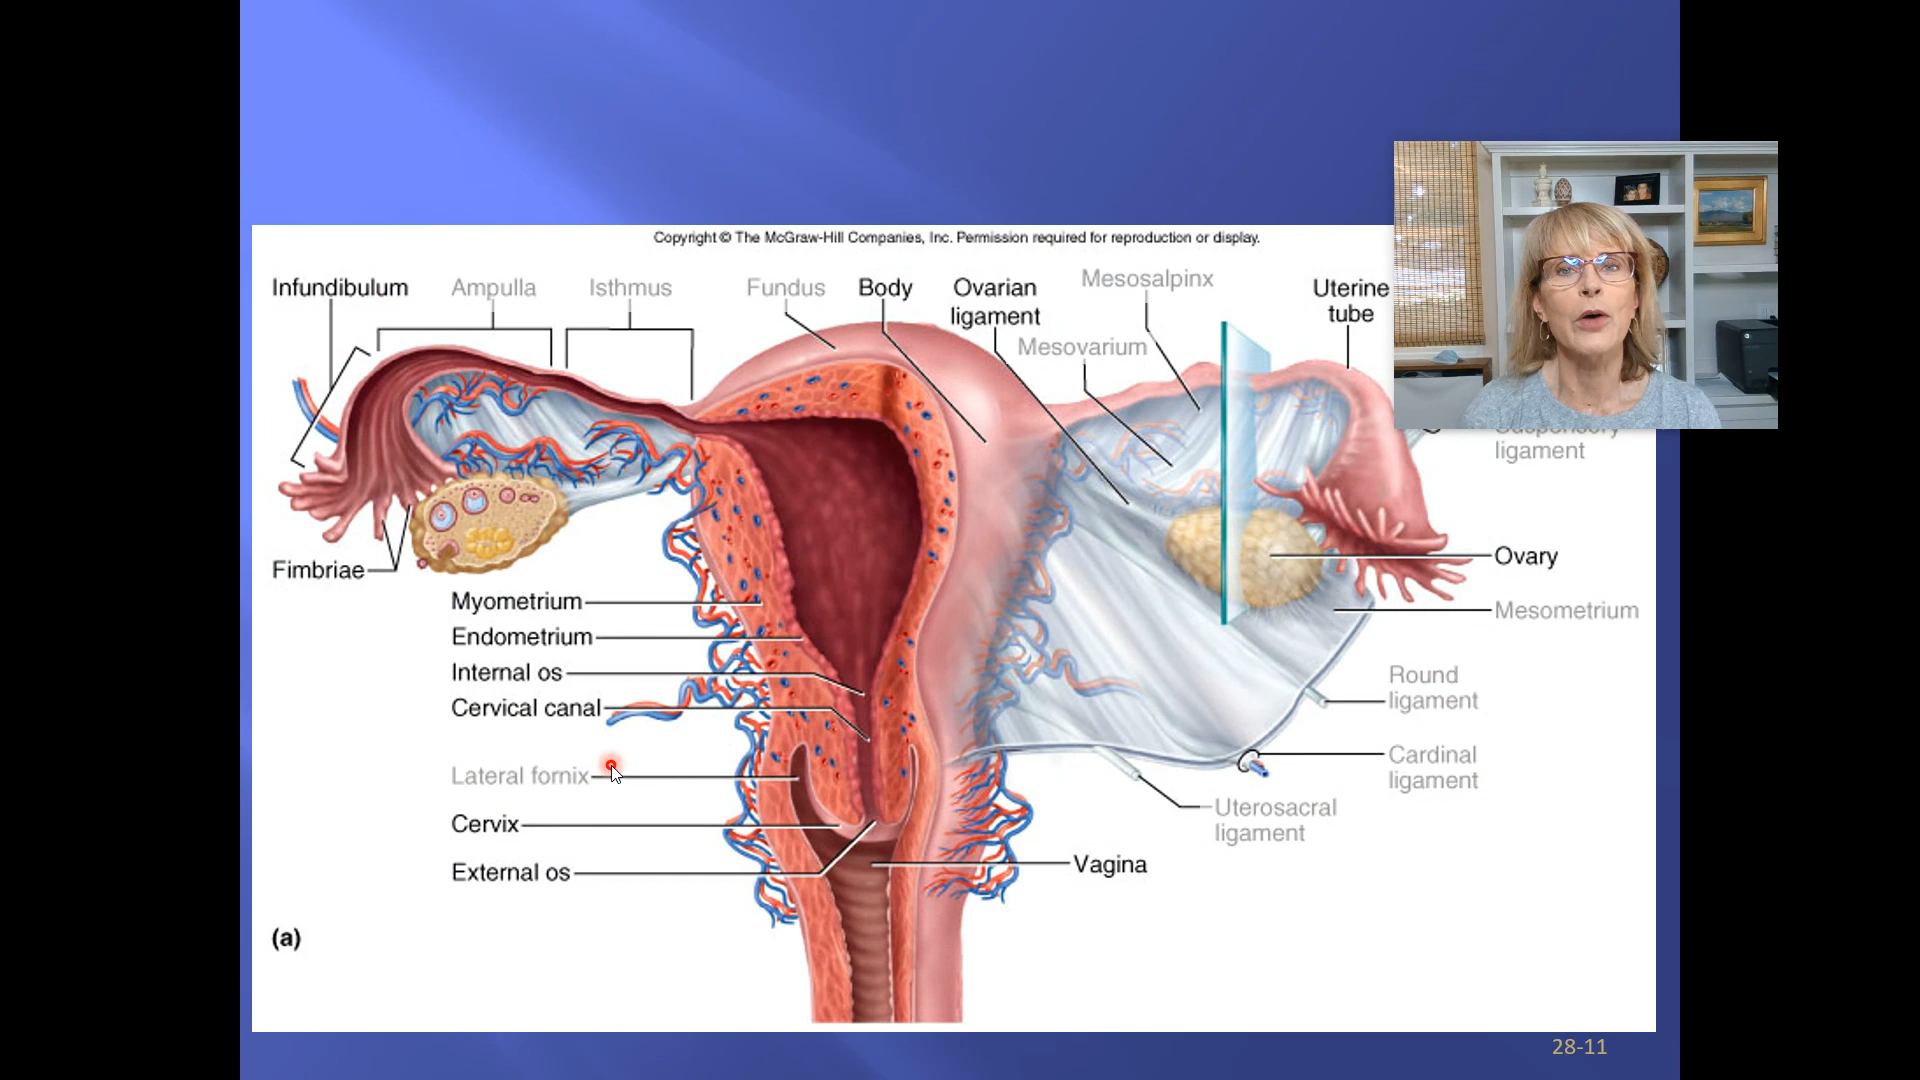 Copyright © The McGraw-Hill Companies, Inc. Permission required for reproduction or display.
Infundibulum
Ampulla
Isthmus
Fundus
Body
Ovarian
ligament
Mesosalpinx
Mesovarium
Uterine
tube
Suspensory
ligament
Fimbriae
Ovary
Myometrium
Mesometrium
Endometrium
Internal os
Cervical canal
Round
ligament
Lateral fornix
Cardinal
ligament
Uterosacral
ligament
Cervix
External os
Vagina
(a)
28-11